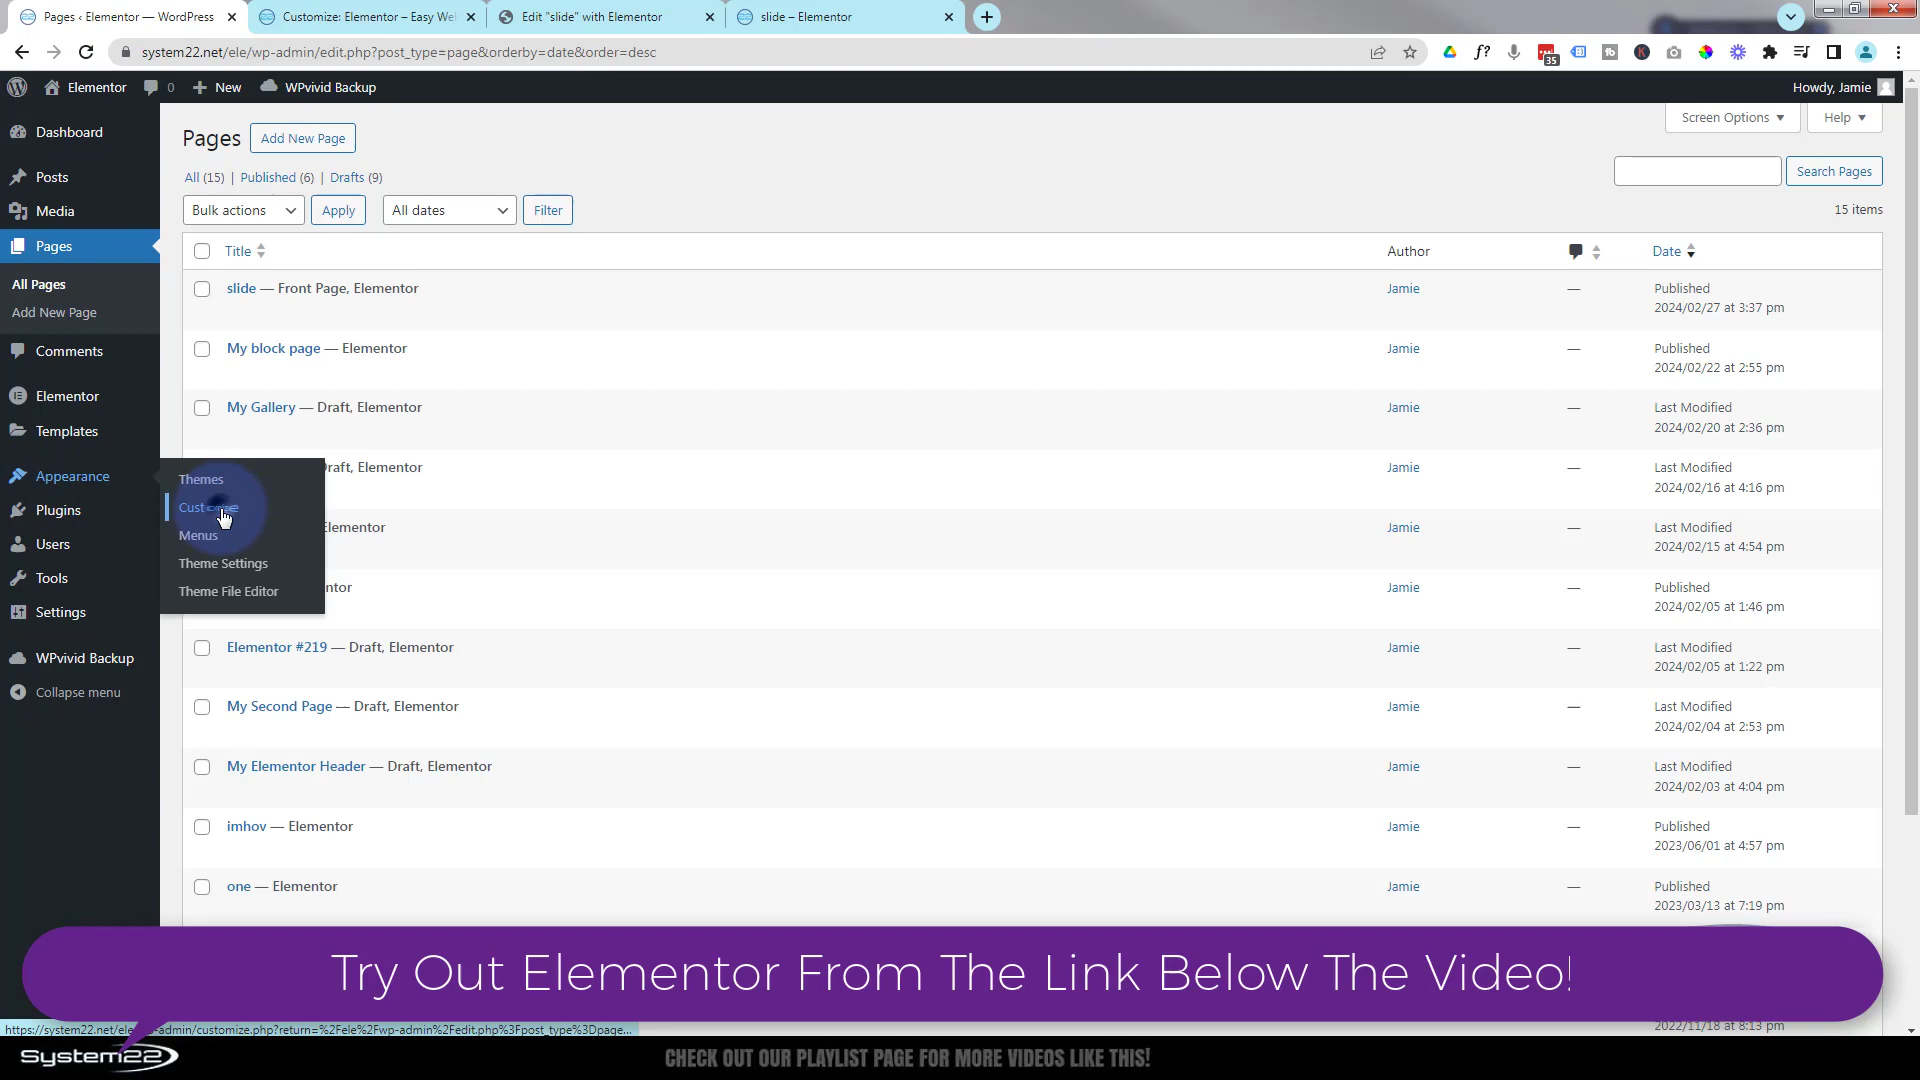 Pages ‹ Elementor — WordPress
Customize: Elementor – Easy Wel
Edit "slide" with Elementor
slide – Elementor
system22.net/ele/wp-admin/edit.php?post_type=page&orderby=date&order=desc
f?
35
Elementor
0
New
WPvivid Backup
Howdy, Jamie
Dashboard
Posts
Media
Pages
All Pages
Add New Page
Comments
Elementor
Templates
Appearance
Plugins
Users
Tools
Settings
WPvivid Backup
Collapse menu
Themes
Menus
Theme Settings
Theme File Editor
Pages
Add New Page
Screen Options
Help
All (15) | Published (6) | Drafts (9)
Search Pages
Bulk actions
Apply
All dates
Filter
15 items
Title
Author
Date
slide — Front Page, Elementor
Jamie
—
Published
2024/02/27 at 3:37 pm
My block page — Elementor
Jamie
—
Published
2024/02/22 at 2:55 pm
My Gallery — Draft, Elementor
Jamie
—
Last Modified
2024/02/20 at 2:36 pm
raft, Elementor
Jamie
—
Last Modified
2024/02/16 at 4:16 pm
Elementor
Jamie
—
Last Modified
2024/02/15 at 4:54 pm
ntor
Jamie
—
Published
2024/02/05 at 1:46 pm
Elementor #219 — Draft, Elementor
Jamie
—
Last Modified
2024/02/05 at 1:22 pm
My Second Page — Draft, Elementor
Jamie
—
Last Modified
2024/02/04 at 2:53 pm
My Elementor Header — Draft, Elementor
Jamie
—
Last Modified
2024/02/03 at 4:04 pm
imhov — Elementor
Jamie
—
Published
2023/06/01 at 4:57 pm
one — Elementor
Jamie
—
Published
2023/03/13 at 7:19 pm
Try Out Elementor From The Link Below The Video!
2022/11/18 at 8:13 pm
System22
CHECK OUT OUR PLAYLIST PAGE FOR MORE VIDEOS LIKE THIS!